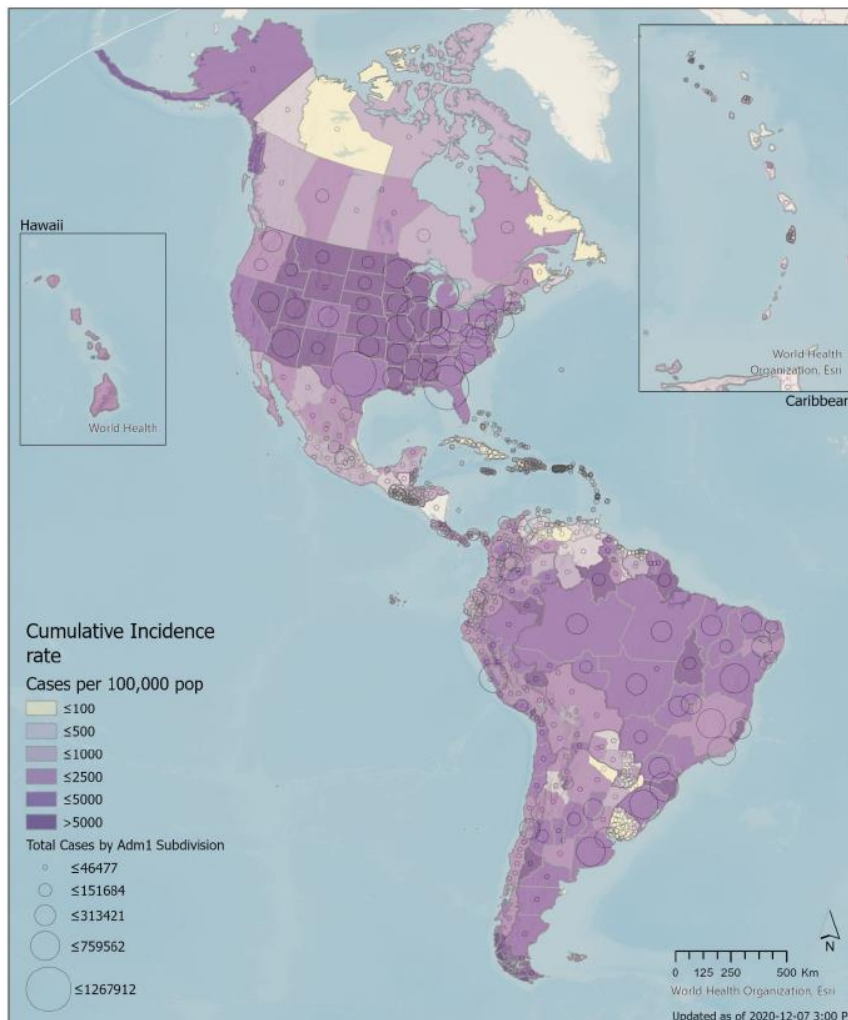 Hawaii
World Health
World Health
Organization, Esri
Caribbean
Cumulative Incidence
rate
Cases per 100,000 pop
≤100
≤500
≤1000
≤2500
≤5000
>5000
Total Cases by Adm1 Subdivision
≤46477
≤151684
≤313421
≤759562
≤1267912
N
0 125 250 500 Km
World Health Organization, Esri
Updated as of 2020-12-07 3:00 P